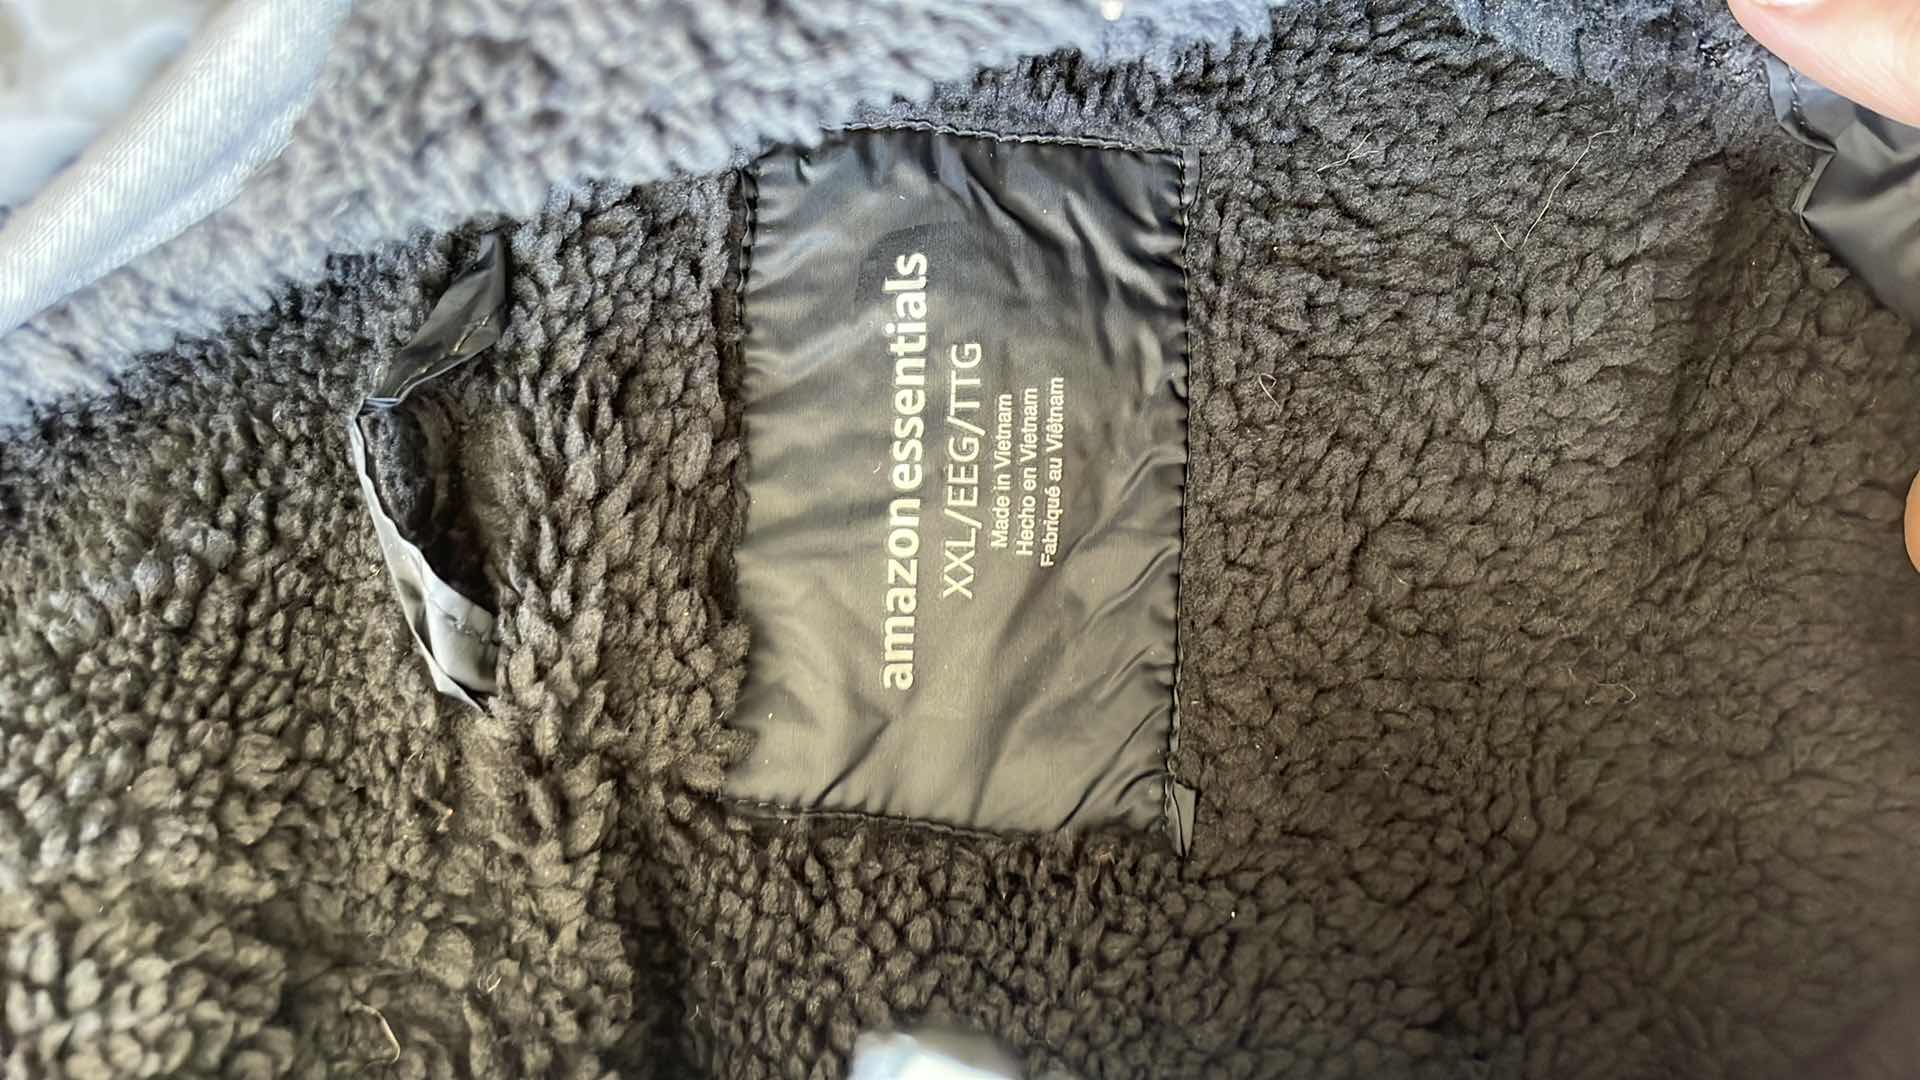 amazon essentials
XXL/EEG/TTG
Made in Vietnam
Hecho en Vietnam
Fabriqué au Viêtnam